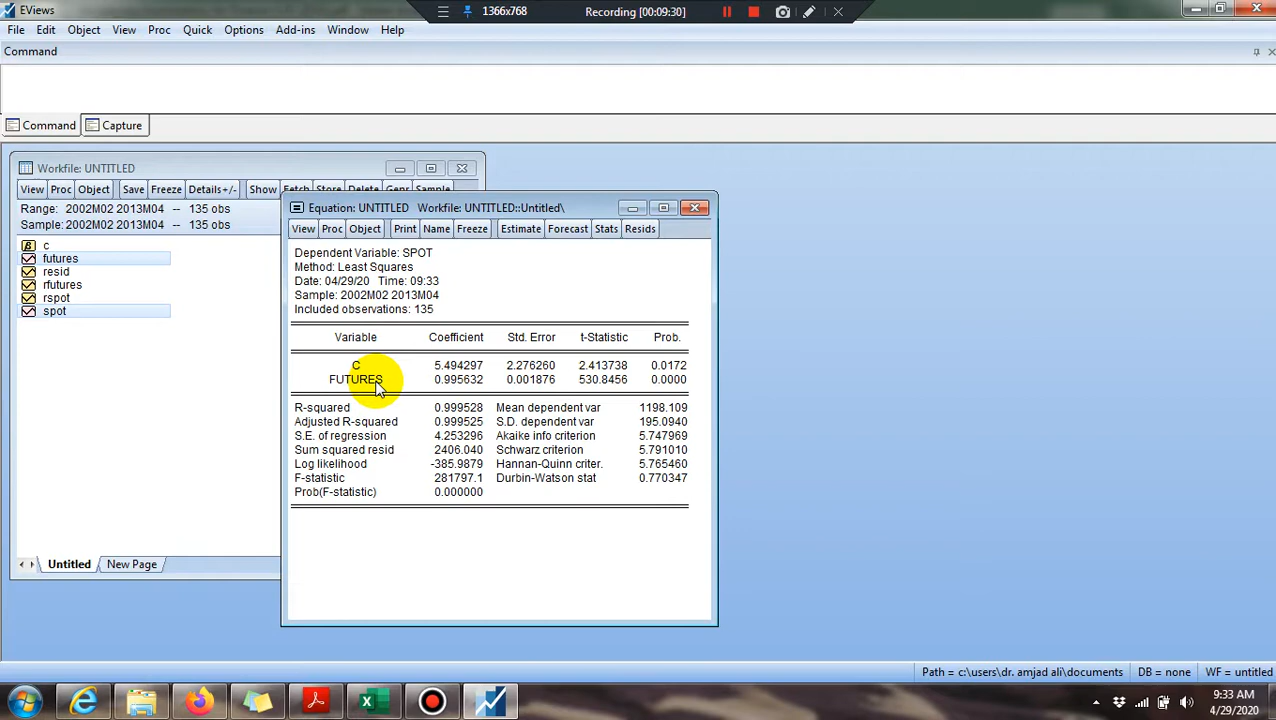 EViews
1366x768 Recording [00:09:30]
File Edit Object View Proc Quick Options Add-ins Window Help
Command
Command Capture
Workfile: UNTITLED
View Proc Object Save Freeze Details+/- Show Fetch Store Delete Genr Sample
Range: 2002M02 2013M04 -- 135 obs
Sample: 2002M02 2013M04 -- 135 obs
c
futures
resid
rfutures
rspot
spot
Untitled New Page
Equation: UNTITLED Workfile: UNTITLED::Untitled\
View Proc Object Print Name Freeze Estimate Forecast Stats Resids
Dependent Variable: SPOT
Method: Least Squares
Date: 04/29/20 Time: 09:33
Sample: 2002M02 2013M04
Included observations: 135
Variable Coefficient Std. Error t-Statistic Prob.
C 5.494297 2.276260 2.413738 0.0172
FUTURES 0.995632 0.001876 530.8456 0.0000
R-squared 0.999528 Mean dependent var 1198.109
Adjusted R-squared 0.999525 S.D. dependent var 195.0940
S.E. of regression 4.253296 Akaike info criterion 5.747969
Sum squared resid 2406.040 Schwarz criterion 5.791010
Log likelihood -385.9879 Hannan-Quinn criter. 5.765460
F-statistic 281797.1 Durbin-Watson stat 0.770347
Prob(F-statistic) 0.000000
Path = c:\users\dr. amjad ali\documents DB = none WF = untitled
9:33 AM
4/29/2020